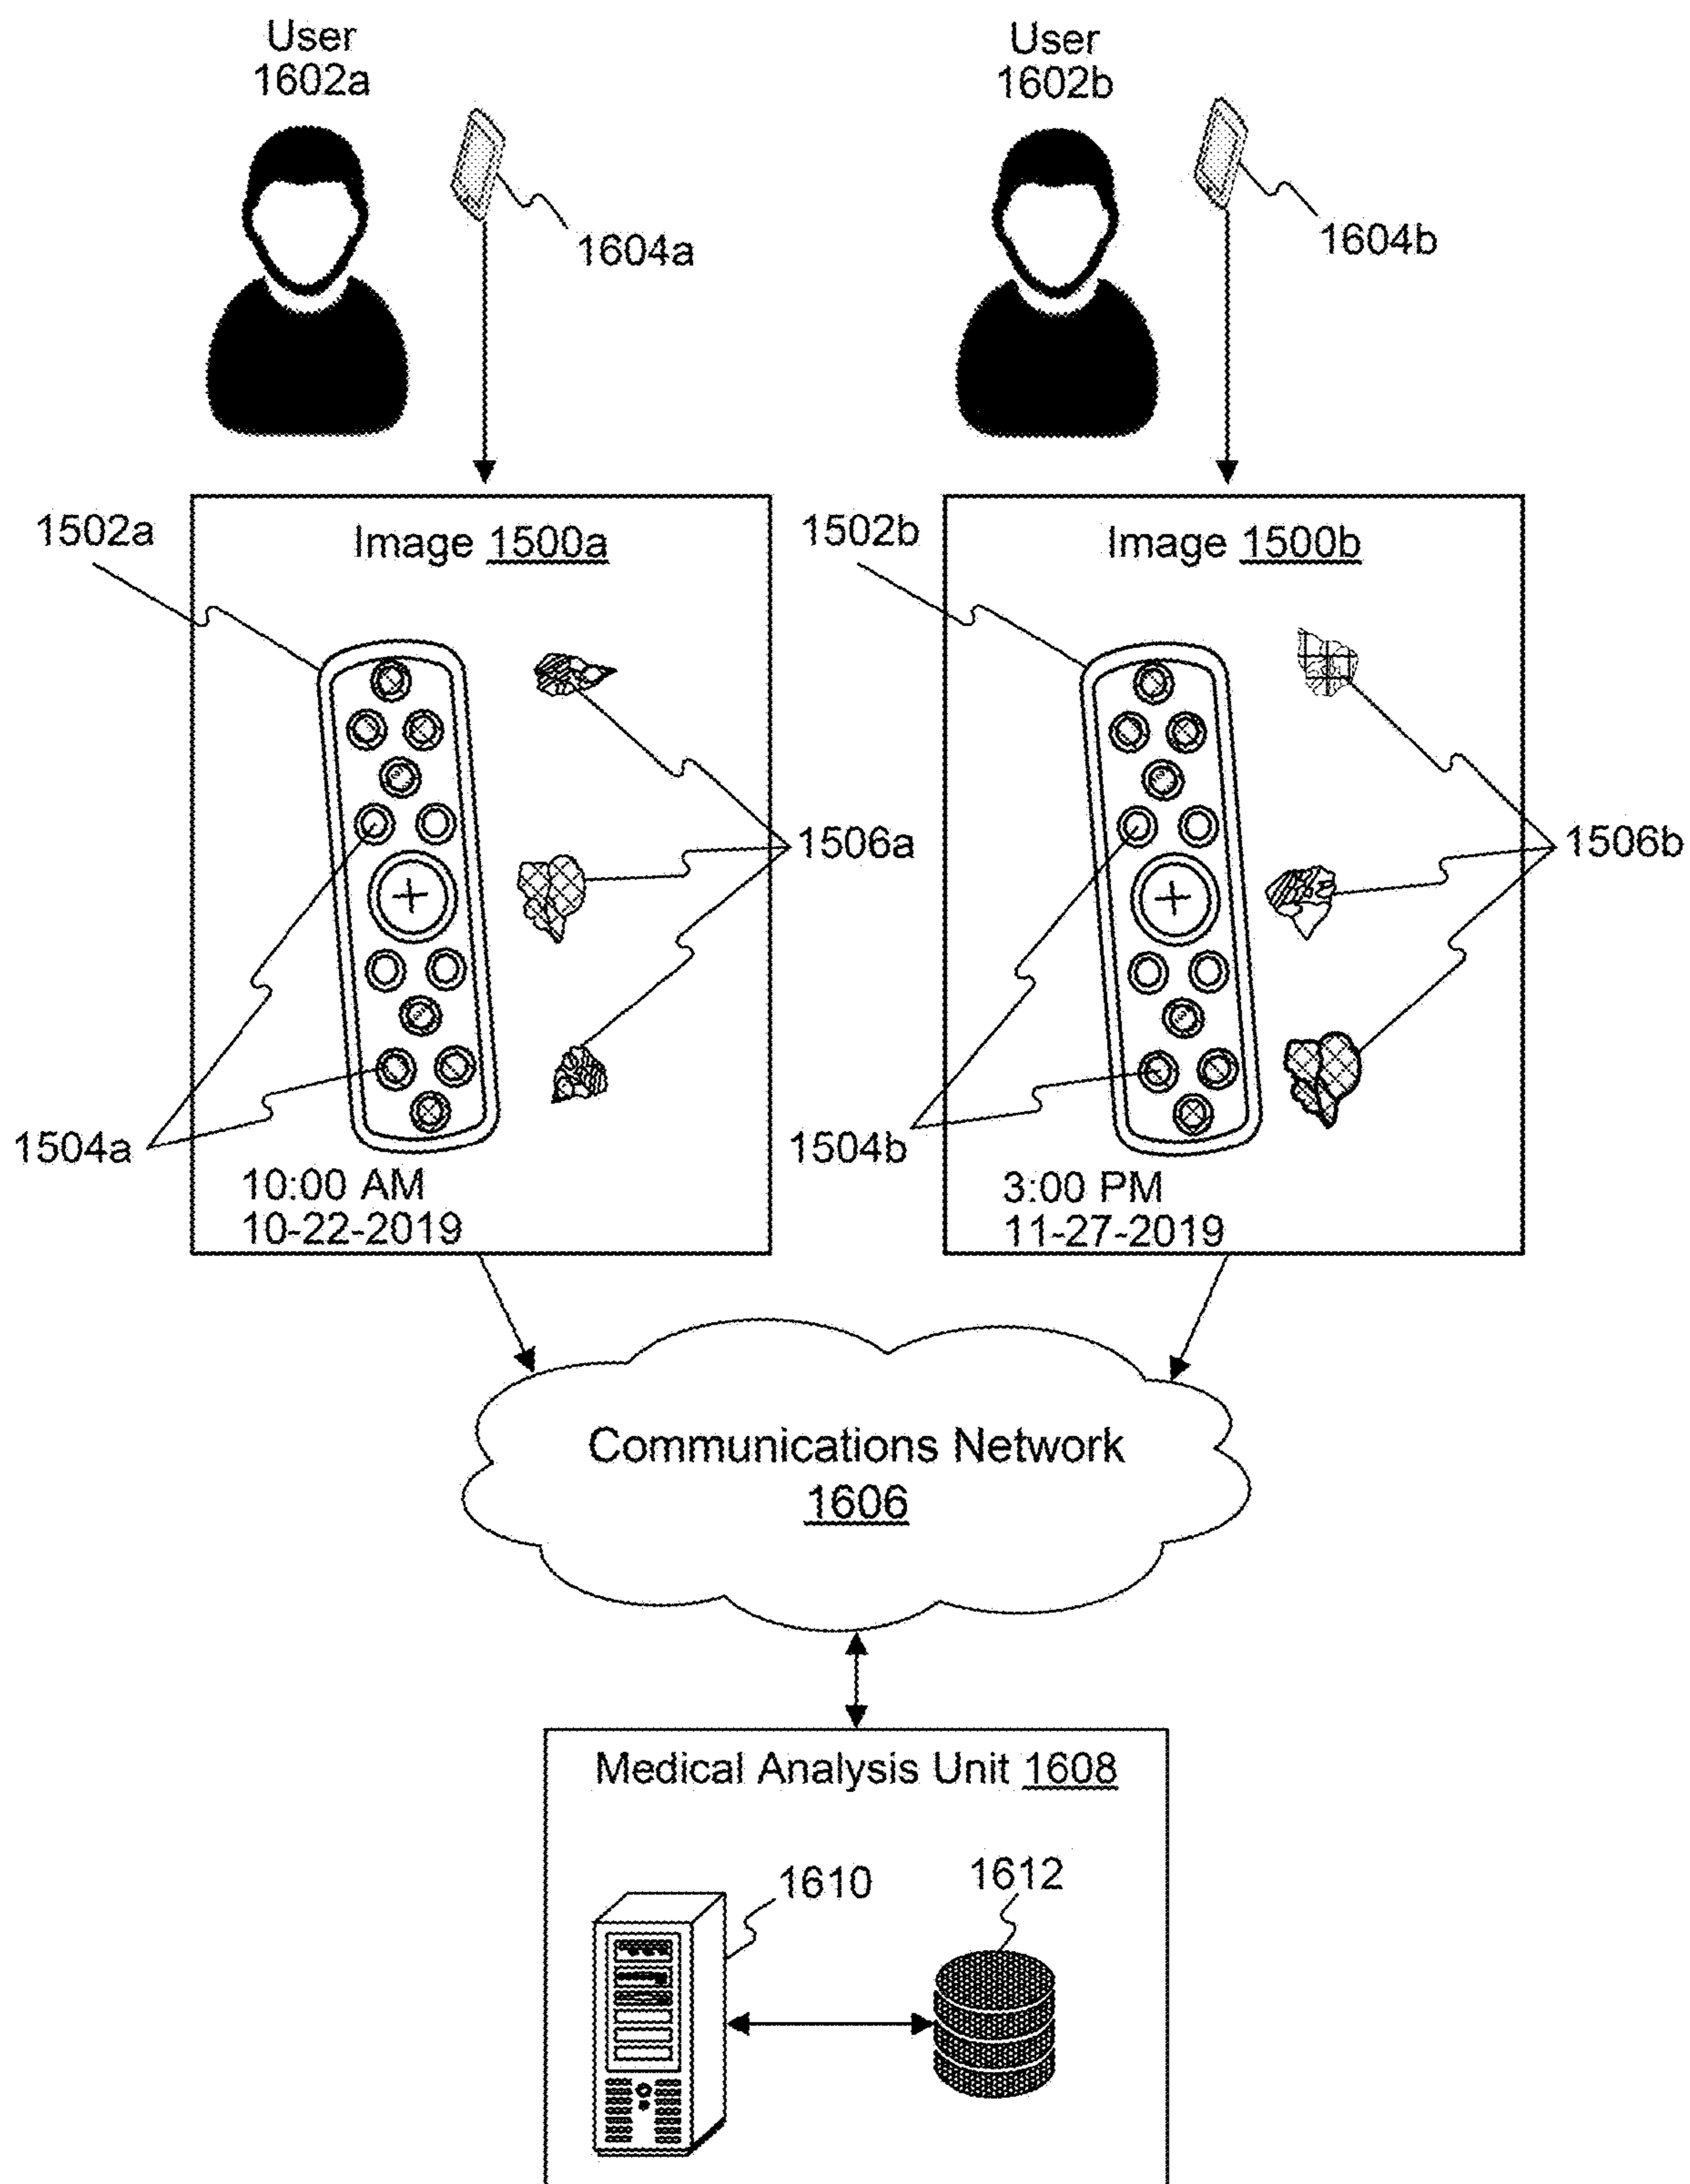 User
1602a
User
1602b
1604a
1604b
1502a
Image 1500a
1502b
Image 1500b
1506a
1506b
1504a
1504b
10:00 AM
10-22-2019
3:00 PM
11-27-2019
Communications Network
1606
Medical Analysis Unit 1608
1610
1612